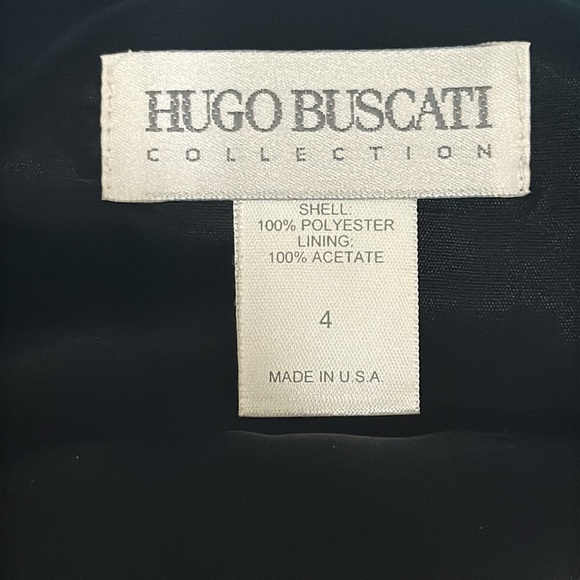 HUGO BUSCATI
COLLECTION
SHELL:
100% POLYESTER
LINING:
100% ACETATE
4
MADE IN U.S.A.